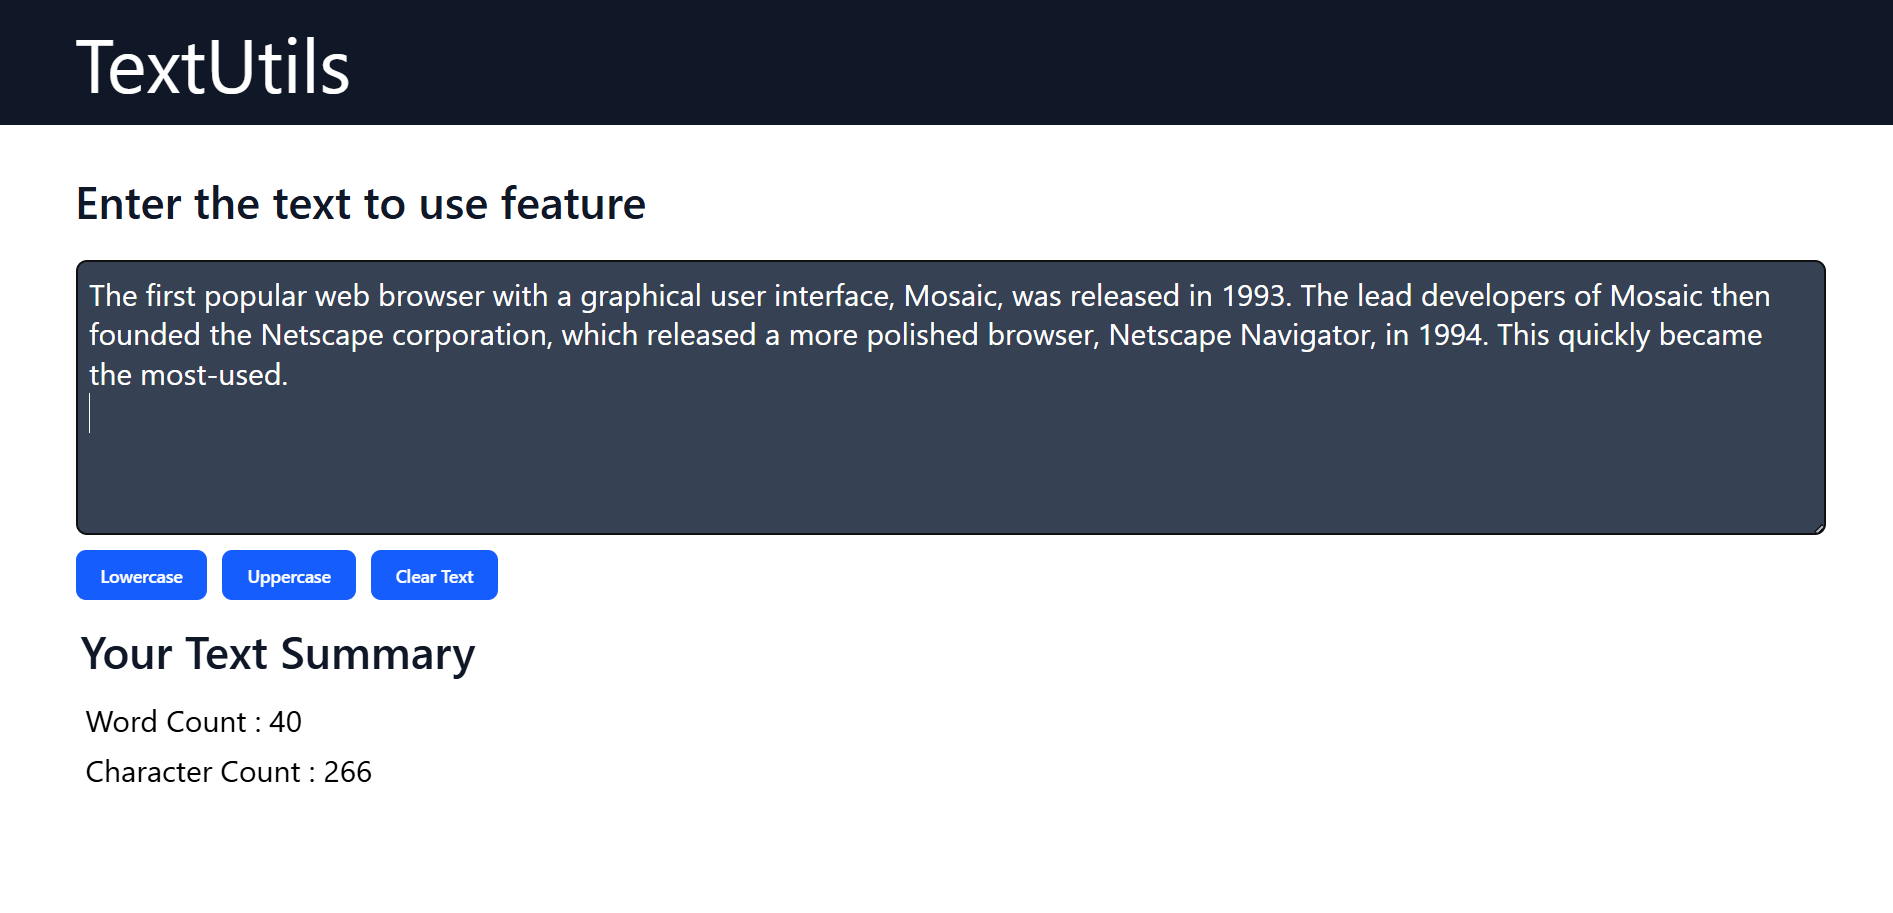 TextUtils
Enter the text to use feature
The first popular web browser with a graphical user interface, Mosaic, was released in 1993. The lead developers of Mosaic then
founded the Netscape corporation, which released a more polished browser, Netscape Navigator, in 1994. This quickly became
the most-used.
Lowercase Uppercase Clear Text
Your Text Summary
Word Count : 40
Character Count : 266